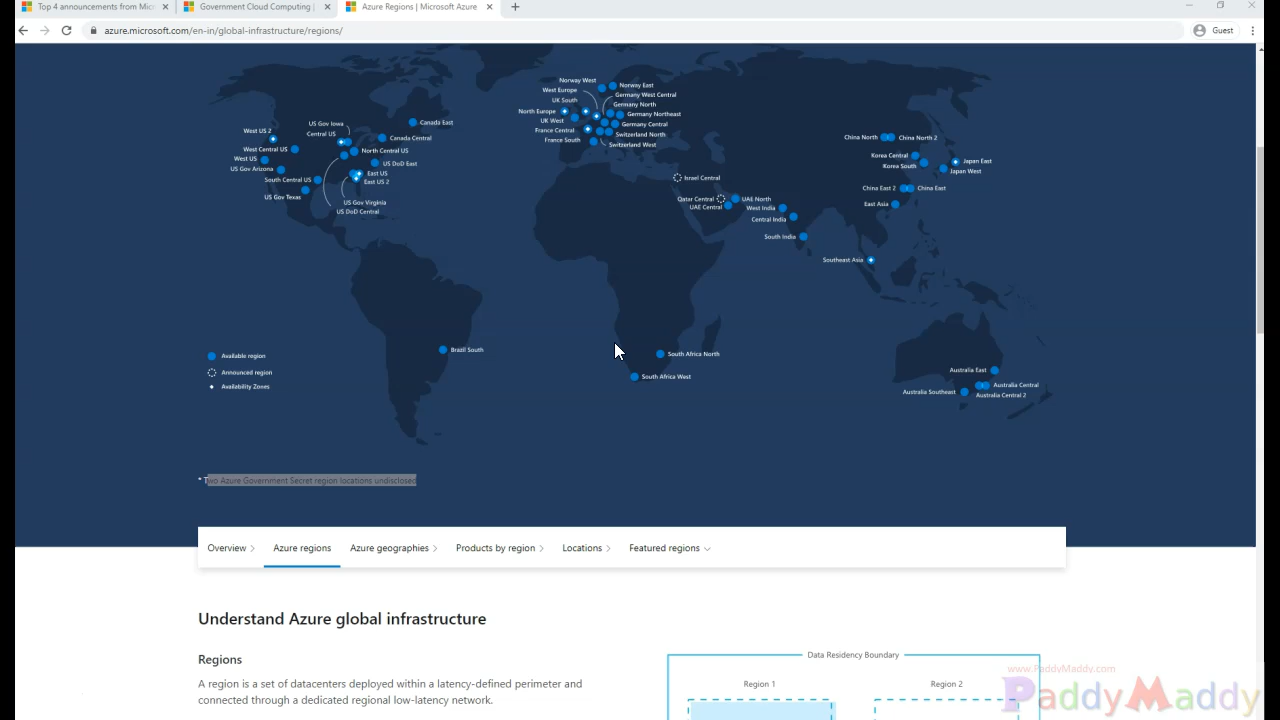 Top 4 announcements from Micr
Government Cloud Computing |
Azure Regions | Microsoft Azure
azure.microsoft.com/en-in/global-infrastructure/regions/
Guest
Norway West
Norway East
West Europe
Germany West Central
UK South
Germany North
North Europe
Germany Northeast
UK West
Germany Central
France Central
Switzerland North
France South
Switzerland West
US Gov Iowa
Canada East
West US 2
Central US
Canada Central
West Central US
North Central US
West US
US DoD East
US Gov Arizona
East US
South Central US
East US 2
US Gov Texas
US Gov Virginia
US DoD Central
Israel Central
Qatar Central
UAE North
UAE Central
West India
Central India
South India
China North
China North 2
Korea Central
Japan East
Korea South
Japan West
China East 2
China East
East Asia
Southeast Asia
Brazil South
South Africa North
South Africa West
Australia East
Australia Central
Australia Southeast
Australia Central 2
Available region
Announced region
Availability Zones
* Two Azure Government Secret region locations undisclosed
Overview
Azure regions
Azure geographies
Products by region
Locations
Featured regions
Understand Azure global infrastructure
Regions
A region is a set of datacenters deployed within a latency-defined perimeter and
connected through a dedicated regional low-latency network.
Data Residency Boundary
Region 1
Region 2
www.PaddyMaddy.com
PaddyMaddy